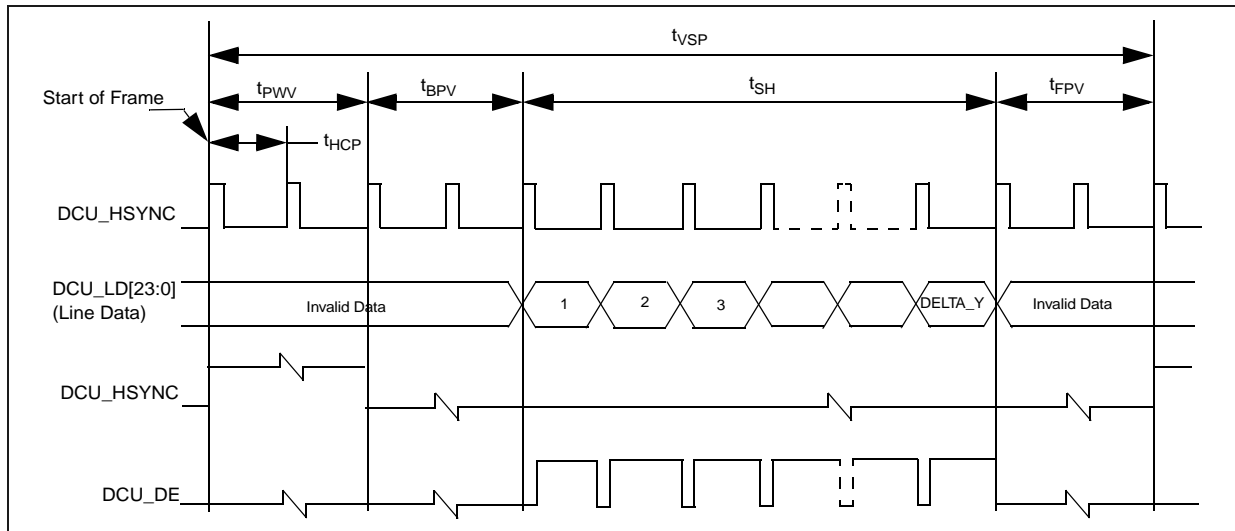 tVSP
tPWV
tBPV
tSH
tFPV
Start of Frame
tHCP
DCU_HSYNC
DCU_LD[23:0]
(Line Data)
Invalid Data
1
2
3
DELTA_Y
Invalid Data
DCU_HSYNC
DCU_DE